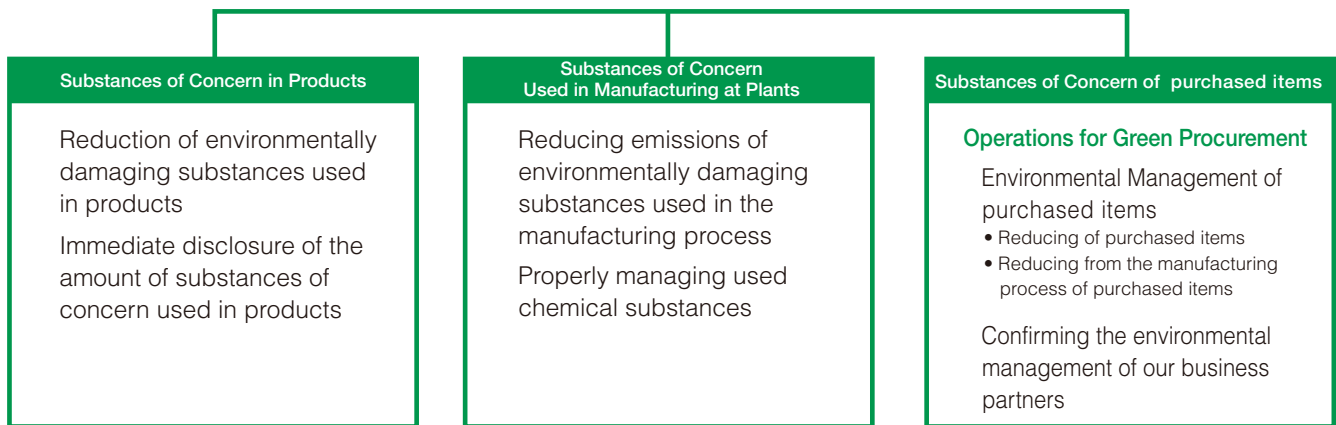 Substances of Concern in Products
Reduction of environmentally
damaging substances used
in products
Immediate disclosure of the
amount of substances of
concern used in products
Substances of Concern
Used in Manufacturing at Plants
Reducing emissions of
environmentally damaging
substances used in the
manufacturing process
Properly managing used
chemical substances
Substances of Concern of purchased items
Operations for Green Procurement
Environmental Management of
purchased items
• Reducing of purchased items
• Reducing from the manufacturing
process of purchased items
Confirming the environmental
management of our business
partners